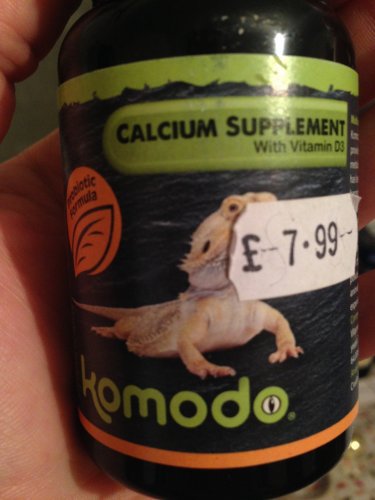 CALCIUM SUPPLEMENT
With Vitamin D3
Probiotic
Formula
£ 7.99
komodo